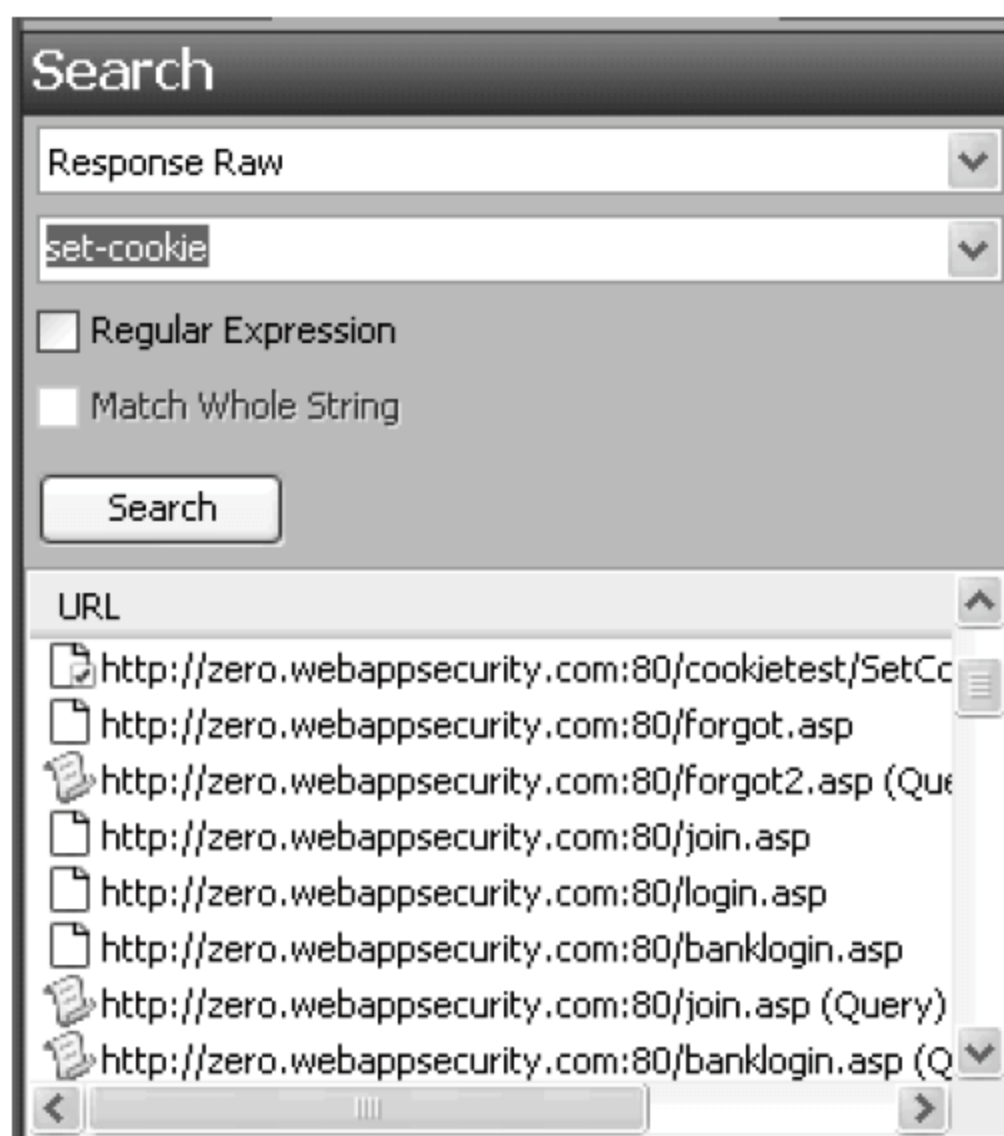 Search
Response Raw
set-cookie
Regular Expression
Match Whole String
Search
URL
http://zero.webappsecurity.com:80/cookietest/SetCo
http://zero.webappsecurity.com:80/forgot.asp
http://zero.webappsecurity.com:80/forgot2.asp (Que
http://zero.webappsecurity.com:80/join.asp
http://zero.webappsecurity.com:80/login.asp
http://zero.webappsecurity.com:80/banklogin.asp
http://zero.webappsecurity.com:80/join.asp (Query)
http://zero.webappsecurity.com:80/banklogin.asp (Q